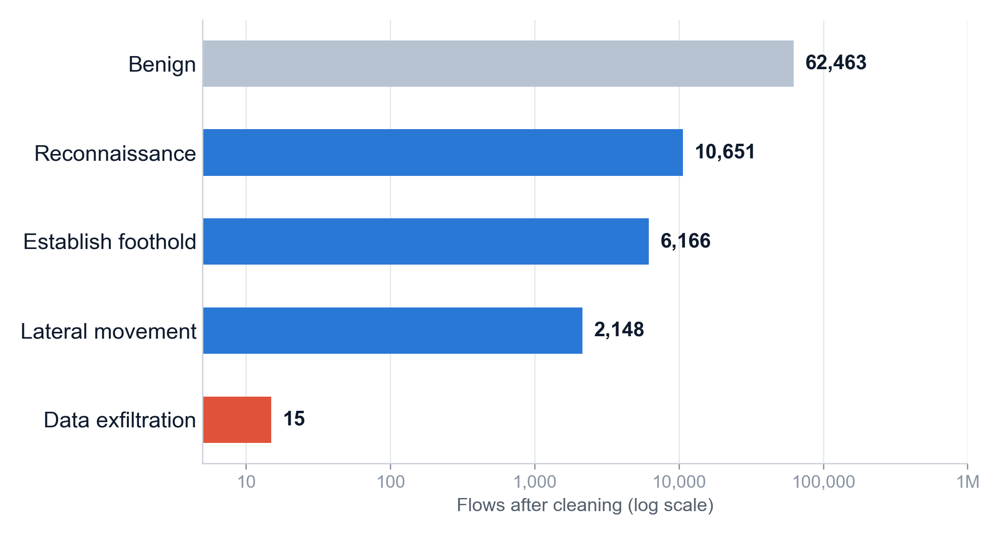 Benign 62,463
Reconnaissance 10,651
Establish foothold 6,166
Lateral movement 2,148
Data exfiltration 15
10 100 1,000 10,000 100,000 1M
Flows after cleaning (log scale)